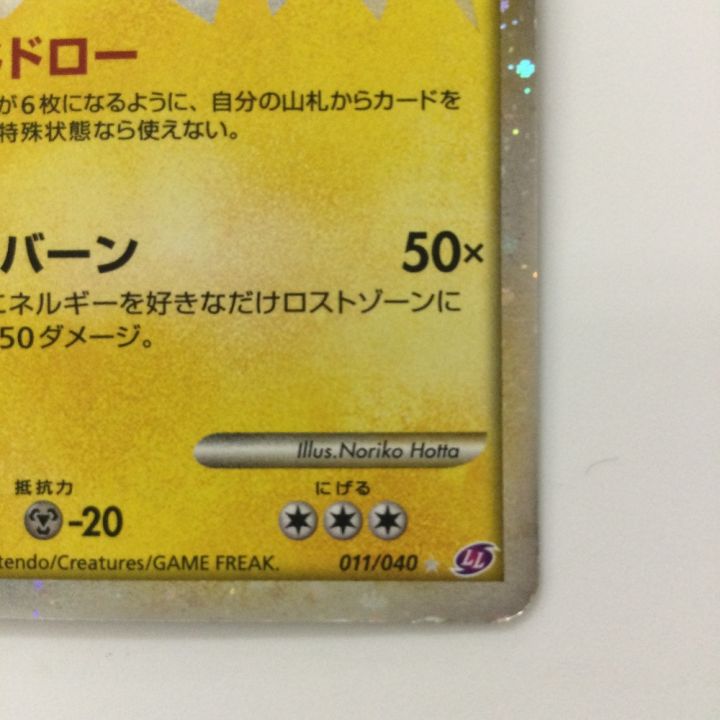 ドロー
が6枚になるように、自分の山札からカードを
特殊状態なら使えない。
バーン 50×
エネルギーを好きなだけロストゾーンに
50ダメージ。
Illus.Noriko Hotta
抵抗力 にげる
-20
tendo/Creatures/GAME FREAK. 011/040 LL